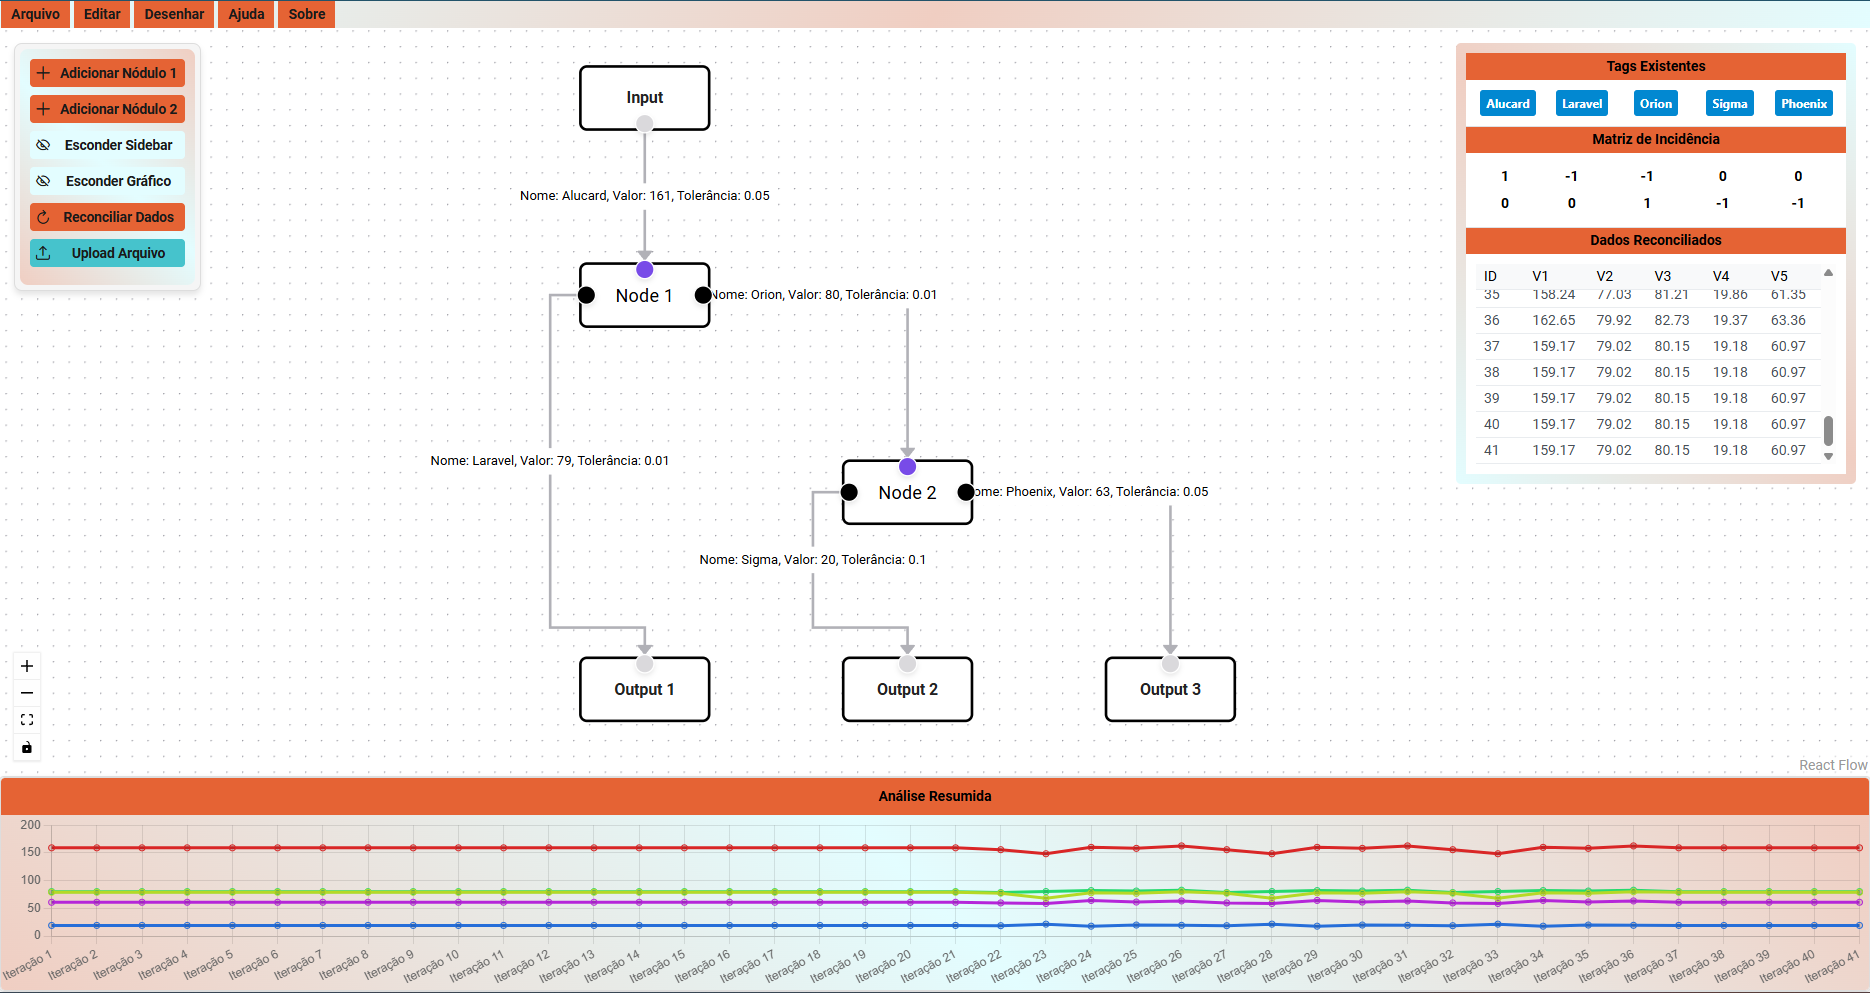 Arquivo Editar Desenhar Ajuda Sobre
Adicionar Nódulo 1
Adicionar Nódulo 2
Esconder Sidebar
Esconder Gráfico
Reconciliar Dados
Upload Arquivo
Input
Nome: Alucard, Valor: 161, Tolerância: 0.05
Node 1
Nome: Orion, Valor: 80, Tolerância: 0.01
Nome: Laravel, Valor: 79, Tolerância: 0.01
Node 2
ome: Phoenix, Valor: 63, Tolerância: 0.05
Nome: Sigma, Valor: 20, Tolerância: 0.1
Output 1
Output 2
Output 3
Tags Existentes
Alucard Laravel Orion Sigma Phoenix
Matriz de Incidência
1 -1 -1 0 0
0 0 1 -1 -1
Dados Reconciliados
ID V1 V2 V3 V4 V5
35 158.24 77.03 81.21 19.86 61.35
36 162.65 79.92 82.73 19.37 63.36
37 159.17 79.02 80.15 19.18 60.97
38 159.17 79.02 80.15 19.18 60.97
39 159.17 79.02 80.15 19.18 60.97
40 159.17 79.02 80.15 19.18 60.97
41 159.17 79.02 80.15 19.18 60.97
React Flow
Análise Resumida
200
150
100
50
0
Iteração 1
Iteração 2
Iteração 3
Iteração 4
Iteração 5
Iteração 6
Iteração 7
Iteração 8
Iteração 9
Iteração 10
Iteração 11
Iteração 12
Iteração 13
Iteração 14
Iteração 15
Iteração 16
Iteração 17
Iteração 18
Iteração 19
Iteração 20
Iteração 21
Iteração 22
Iteração 23
Iteração 24
Iteração 25
Iteração 26
Iteração 27
Iteração 28
Iteração 29
Iteração 30
Iteração 31
Iteração 32
Iteração 33
Iteração 34
Iteração 35
Iteração 36
Iteração 37
Iteração 38
Iteração 39
Iteração 40
Iteração 41